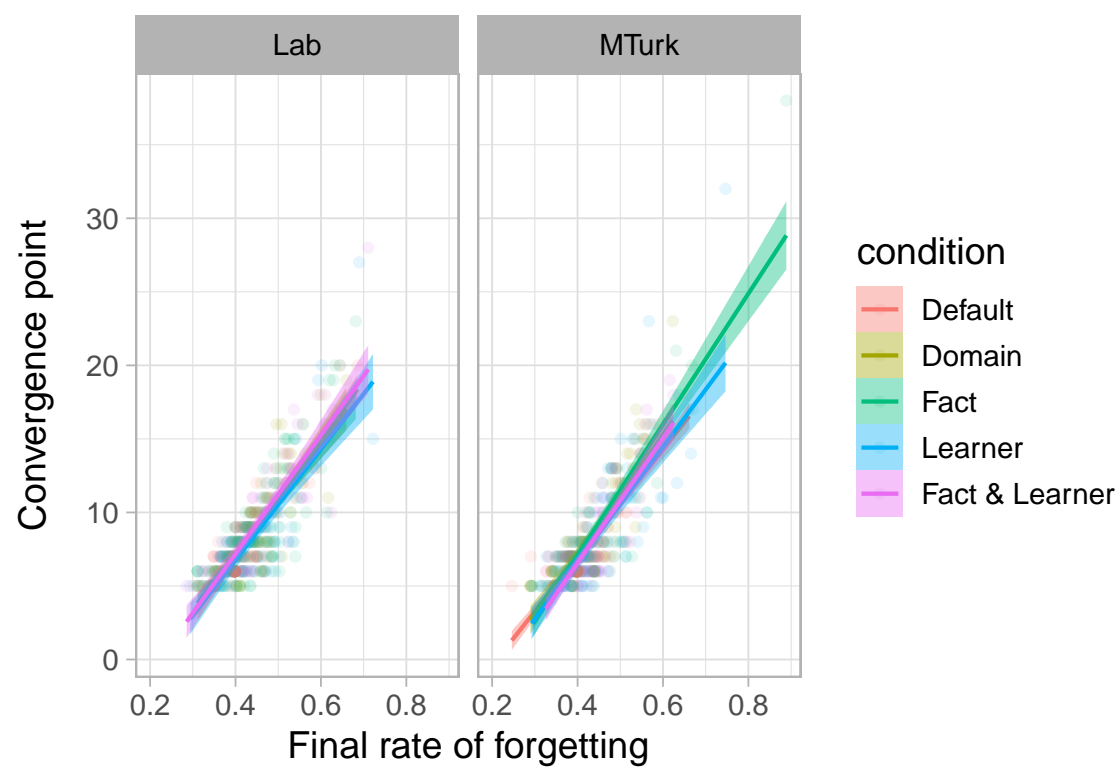 Lab
MTurk
Convergence point
30
20
10
0
0.2 0.4 0.6 0.8
0.2 0.4 0.6 0.8
Final rate of forgetting
condition
Default
Domain
Fact
Learner
Fact & Learner